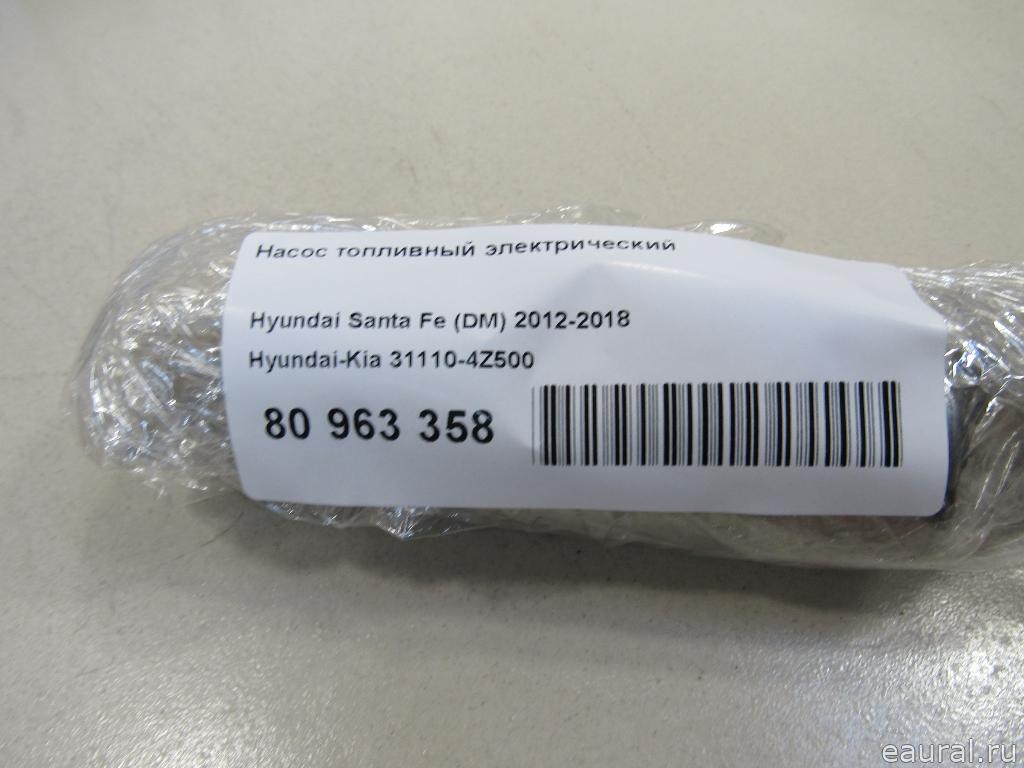 Насос топливный электрический
Hyundai Santa Fe (DM) 2012-2018
Hyundai-Kia 31110-4Z500
80 963 358
eaural.ru